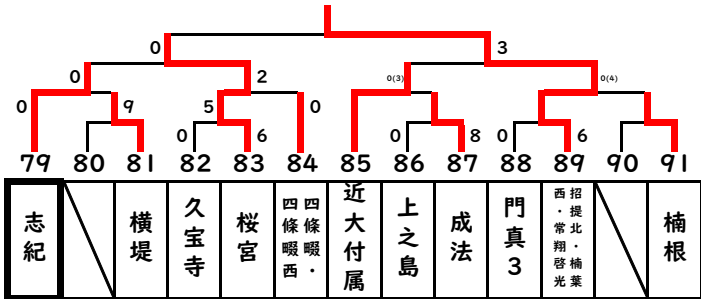 0 3
0 2 0(3) 0(4)
0 9 5 0
0 6 0 8 0 6
79 80 81 82 83 84 85 86 87 88 89 90 91
志紀
横堤
久宝寺
桜宮
四條畷・
四條畷西
近大付属
上之島
成法
門真3
招提北・楠葉
西・常翔啓光
楠根